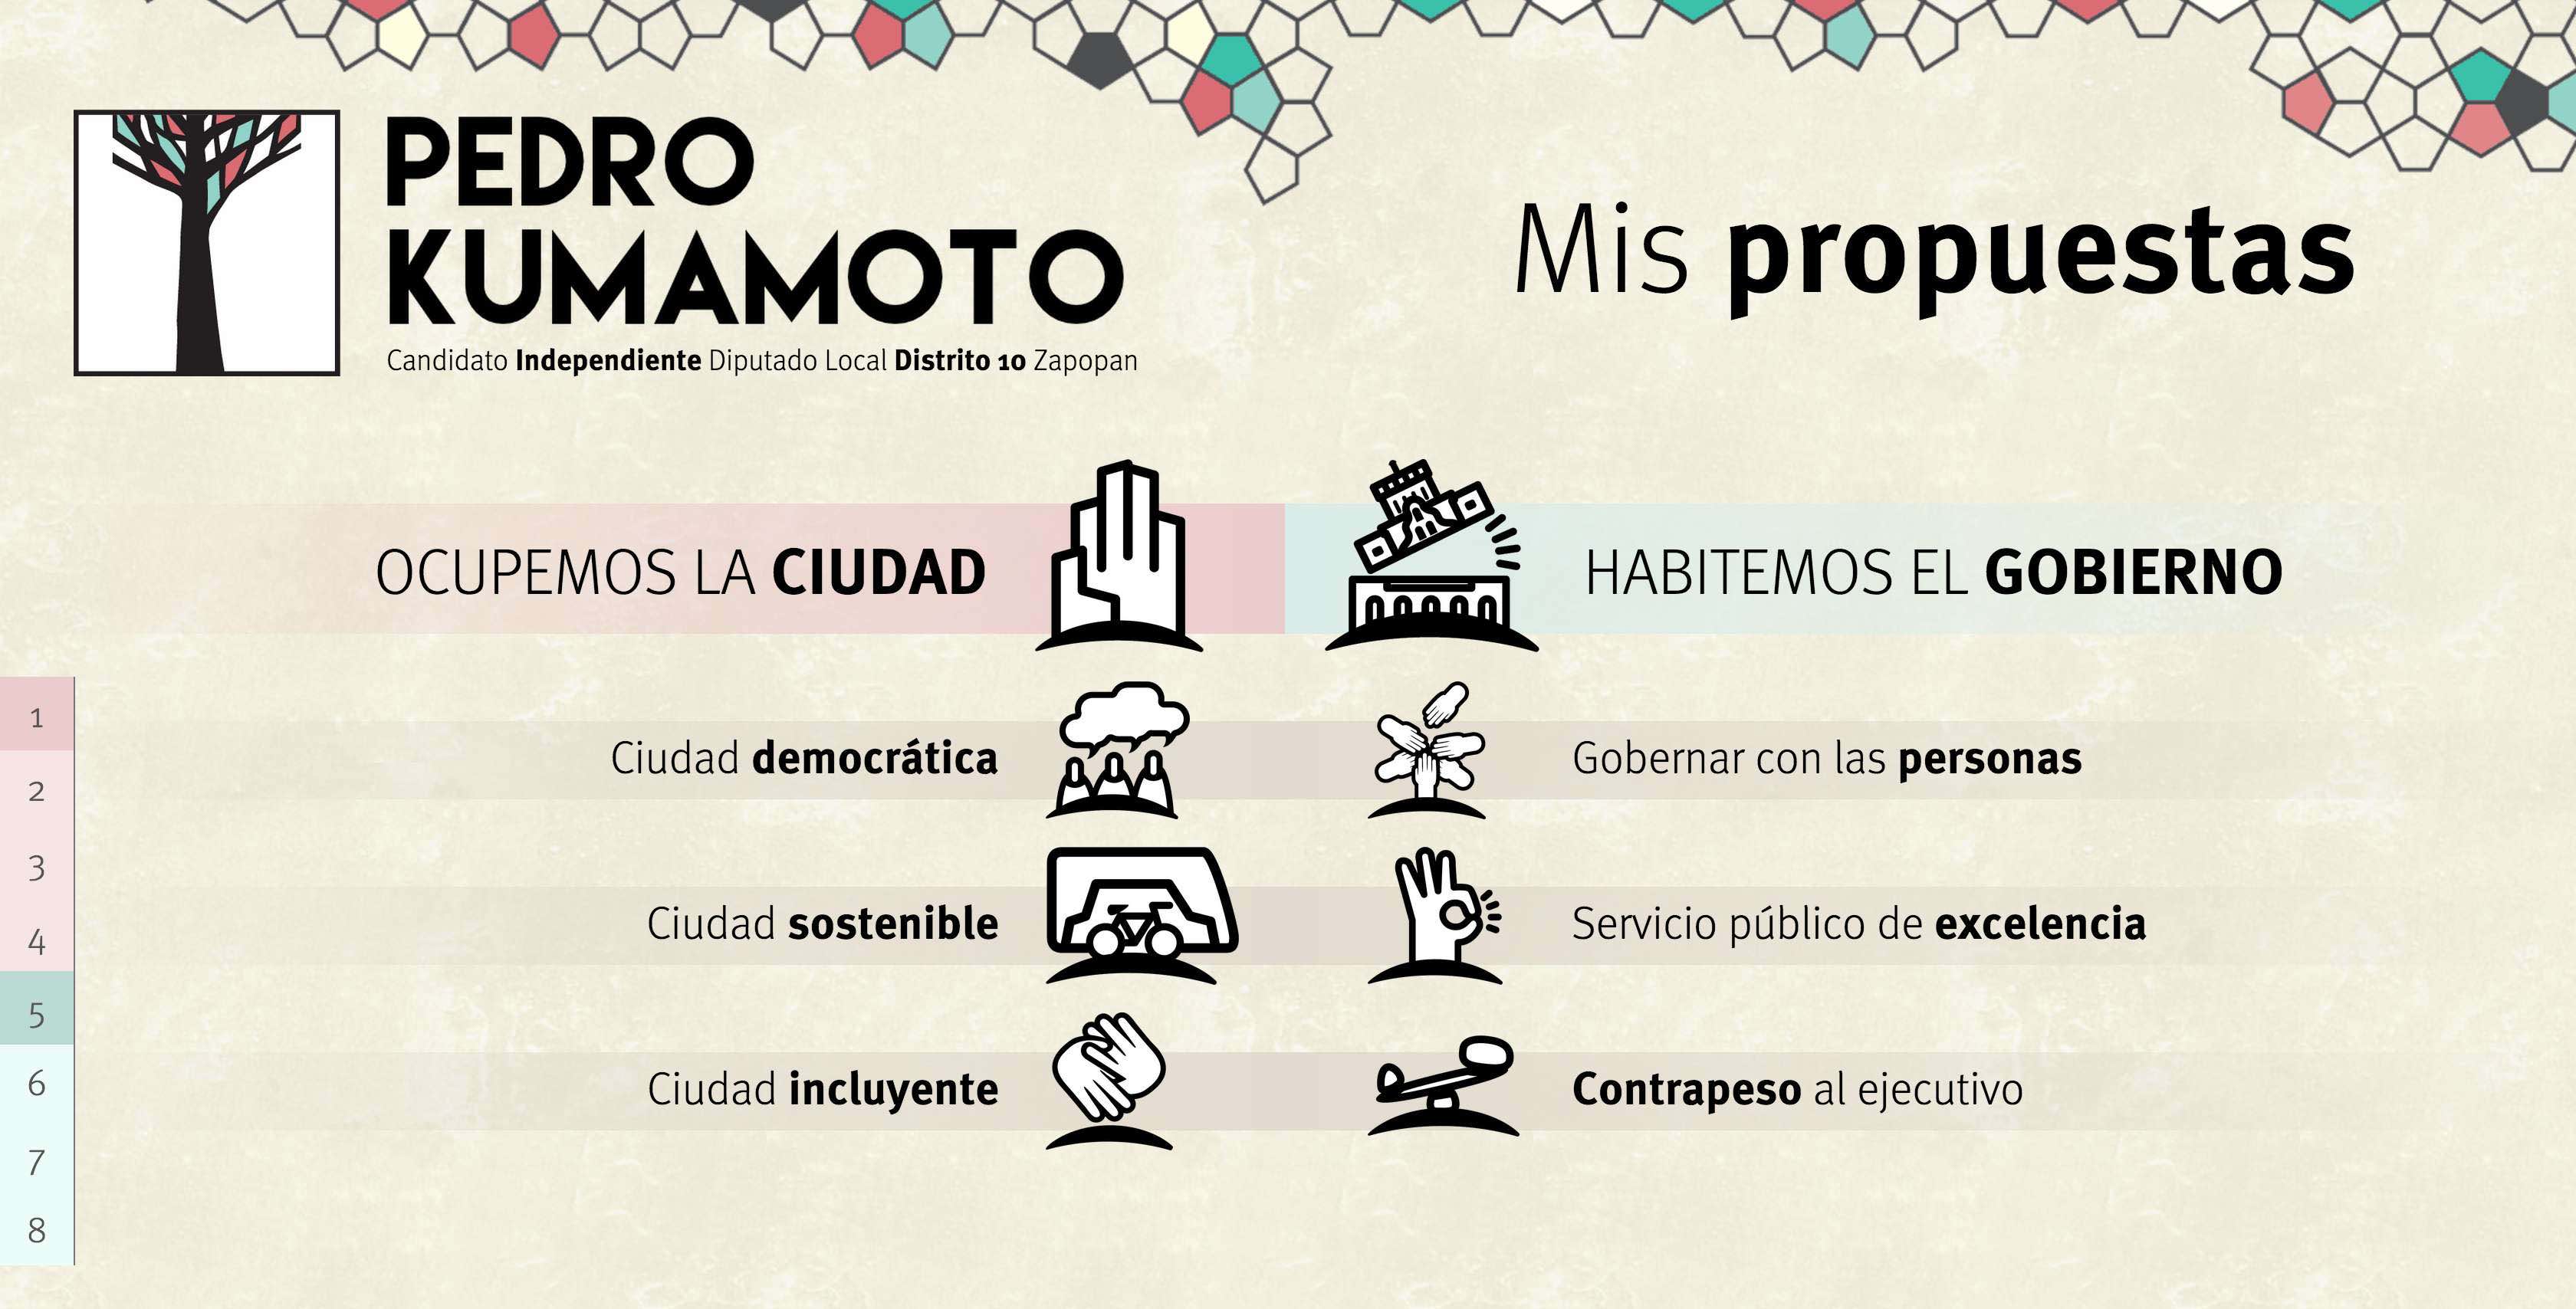 PEDRO
KUMAMOTO
Candidato Independiente Diputado Local Distrito 10 Zapopan
Mis propuestas
OCUPEMOS LA CIUDAD
HABITEMOS EL GOBIERNO
Ciudad democrática
Gobernar con las personas
Ciudad sostenible
Servicio público de excelencia
Ciudad incluyente
Contrapeso al ejecutivo
1
2
3
4
5
6
7
8